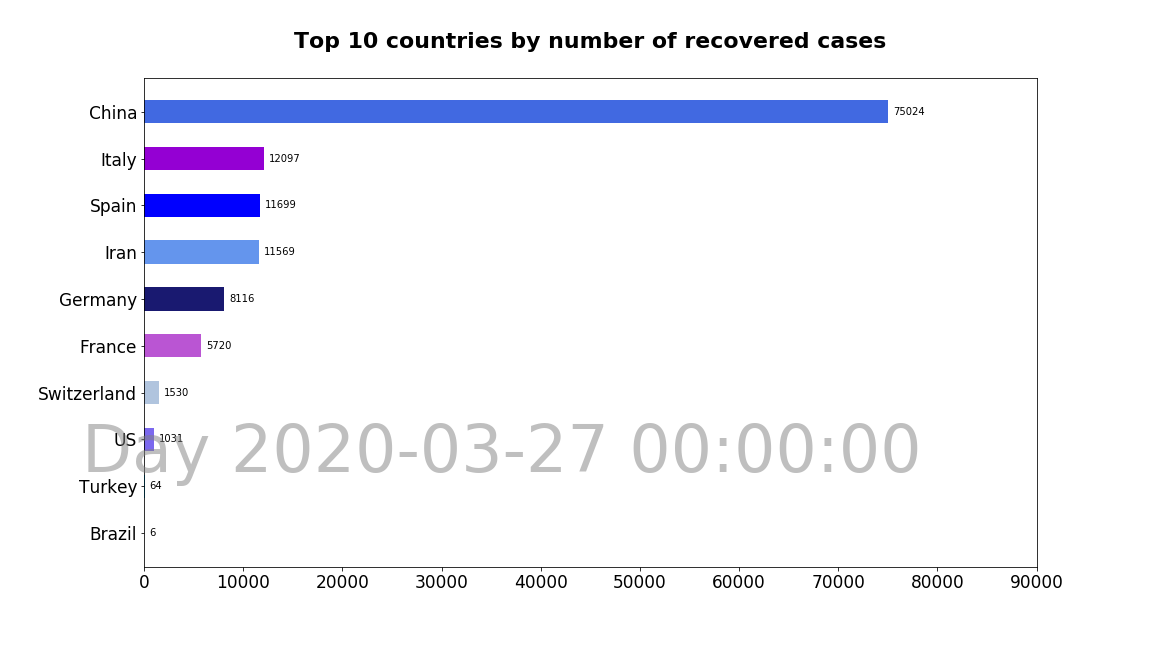 Top 10 countries by number of recovered cases
China 75024
Italy 12097
Spain 11699
Iran 11569
Germany 8116
France 5720
Switzerland 1530
US 1031
Day 2020-03-27 00:00:00
Turkey 64
Brazil 6
0 10000 20000 30000 40000 50000 60000 70000 80000 90000